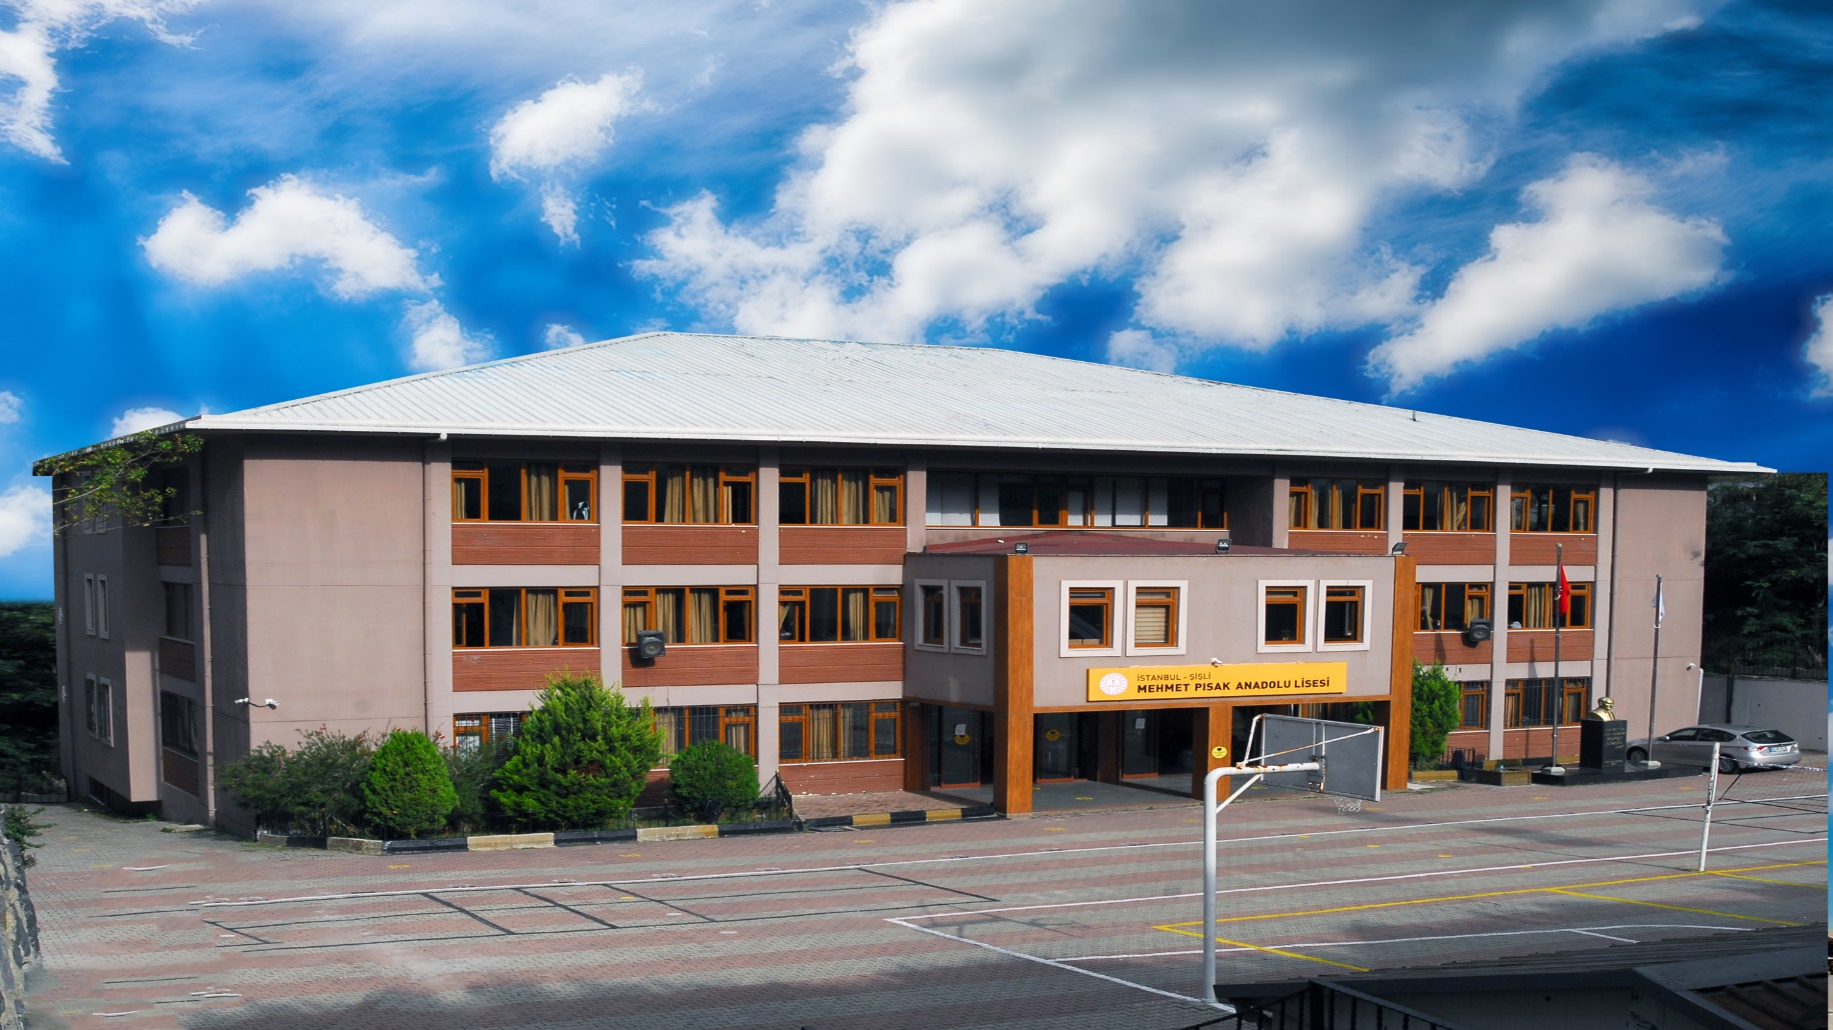 İSTANBUL - ŞİŞLİ
MEHMET PISAK ANADOLU LİSESİ